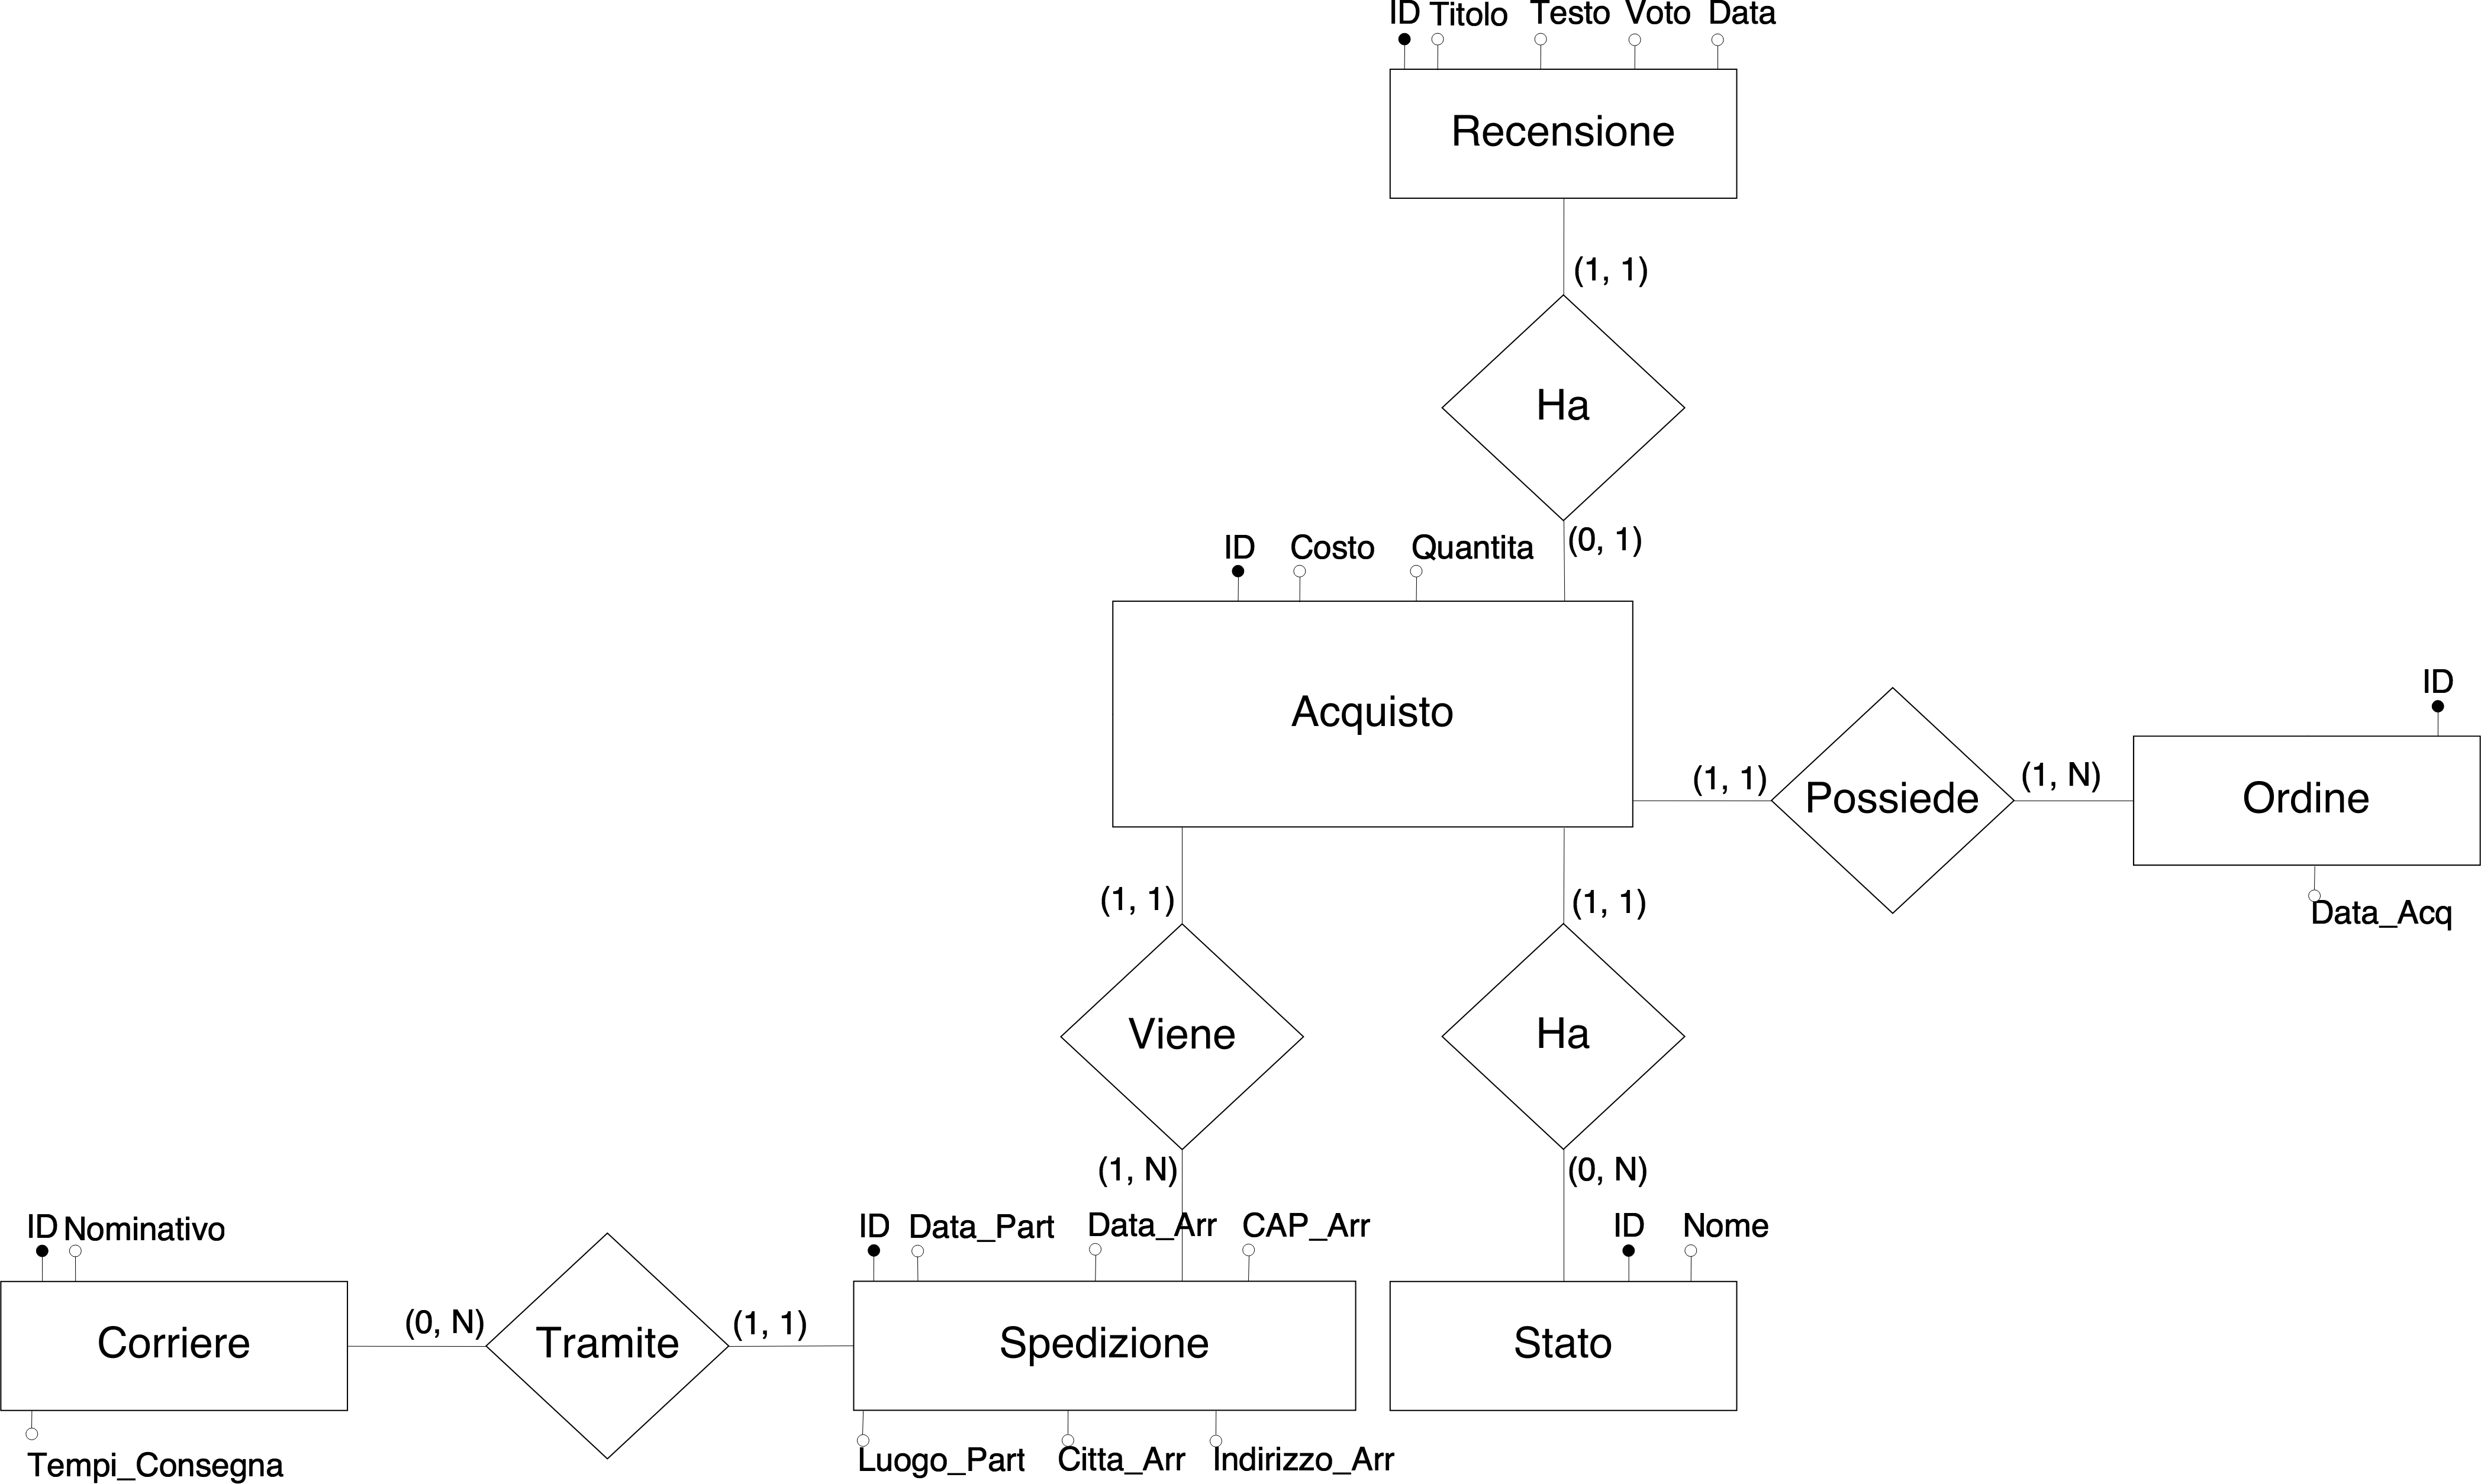 ID Titolo Testo Voto Data
Recensione
(1, 1)
Ha
(0, 1)
ID Costo Quantita
Acquisto
ID
(1, 1) Possiede (1, N) Ordine
Data_Acq
(1, 1) (1, 1)
Viene Ha
(1, N) (0, N)
ID Nominativo ID Data_Part Data_Arr CAP_Arr ID Nome
Corriere (0, N) Tramite (1, 1) Spedizione Stato
Tempi_Consegna Luogo_Part Citta_Arr Indirizzo_Arr